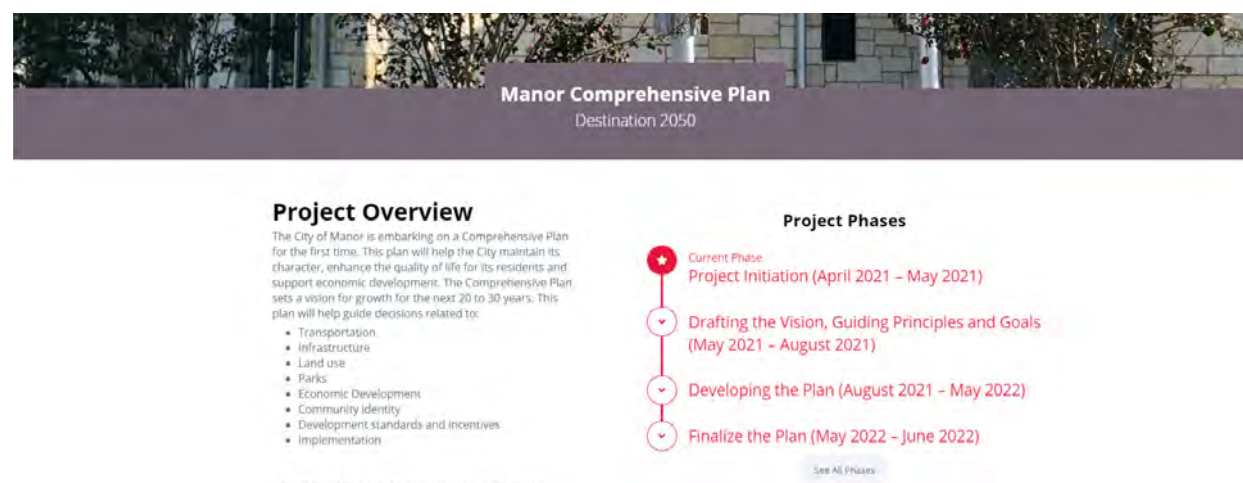 Manor Comprehensive Plan
Destination 2050
Project Overview
The City of Manor is embarking on a Comprehensive Plan
for the first time. This plan will help the City maintain its
character, enhance the quality of life for its residents and
support economic development. The Comprehensive Plan
sets a vision for growth for the next 20 to 30 years. This
plan will help guide decisions related to:
Transportation
Infrastructure
Land use
Parks
Economic Development
Community identity
Development standards and incentives
Implementation
Project Phases
Current Phase
Project Initiation (April 2021 – May 2021)
Drafting the Vision, Guiding Principles and Goals
(May 2021 – August 2021)
Developing the Plan (August 2021 – May 2022)
Finalize the Plan (May 2022 – June 2022)
See All Phases